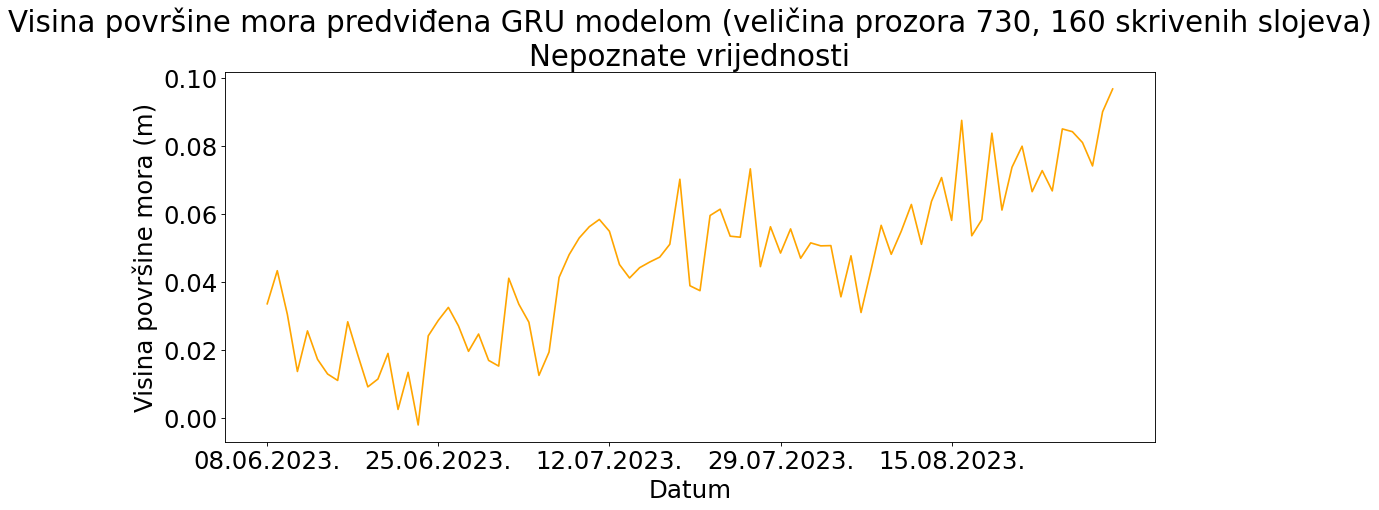 Visina površine mora predviđena GRU modelom (veličina prozora 730, 160 skrivenih slojeva)
Nepoznate vrijednosti
Visina površine mora (m)
0.10
0.08
0.06
0.04
0.02
0.00
08.06.2023. 25.06.2023. 12.07.2023. 29.07.2023. 15.08.2023.
Datum